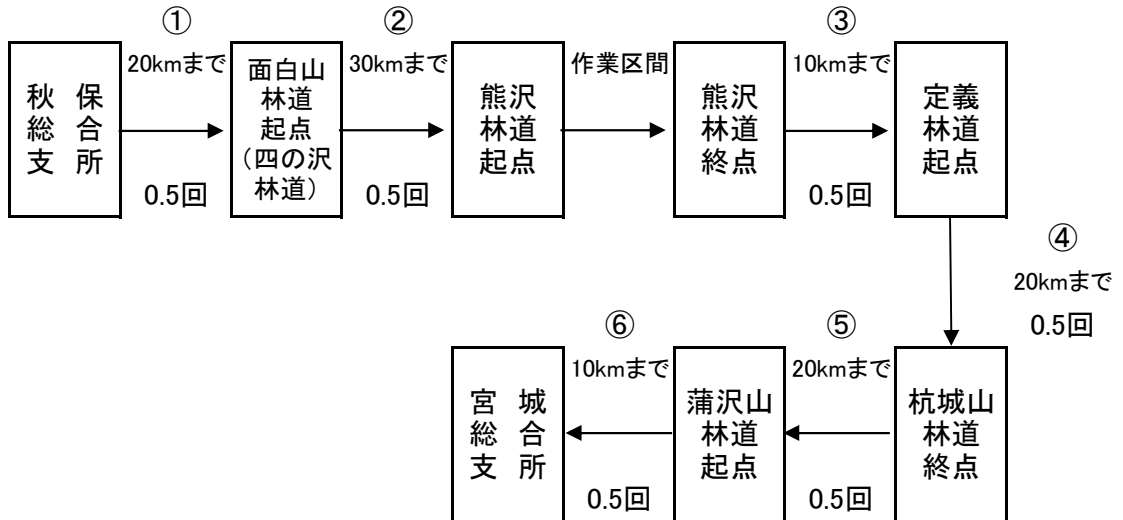 ①
20kmまで
0.5回
②
30kmまで
0.5回
作業区間
③
10kmまで
0.5回
秋 保
総 合
支 所
面白山
林道
起点
(四の沢
林道)
熊沢
林道
起点
熊沢
林道
終点
定義
林道
起点
④
20kmまで
0.5回
⑤
20kmまで
0.5回
⑥
10kmまで
0.5回
杭城山
林道
終点
蒲沢山
林道
起点
宮 城
総 合
支 所